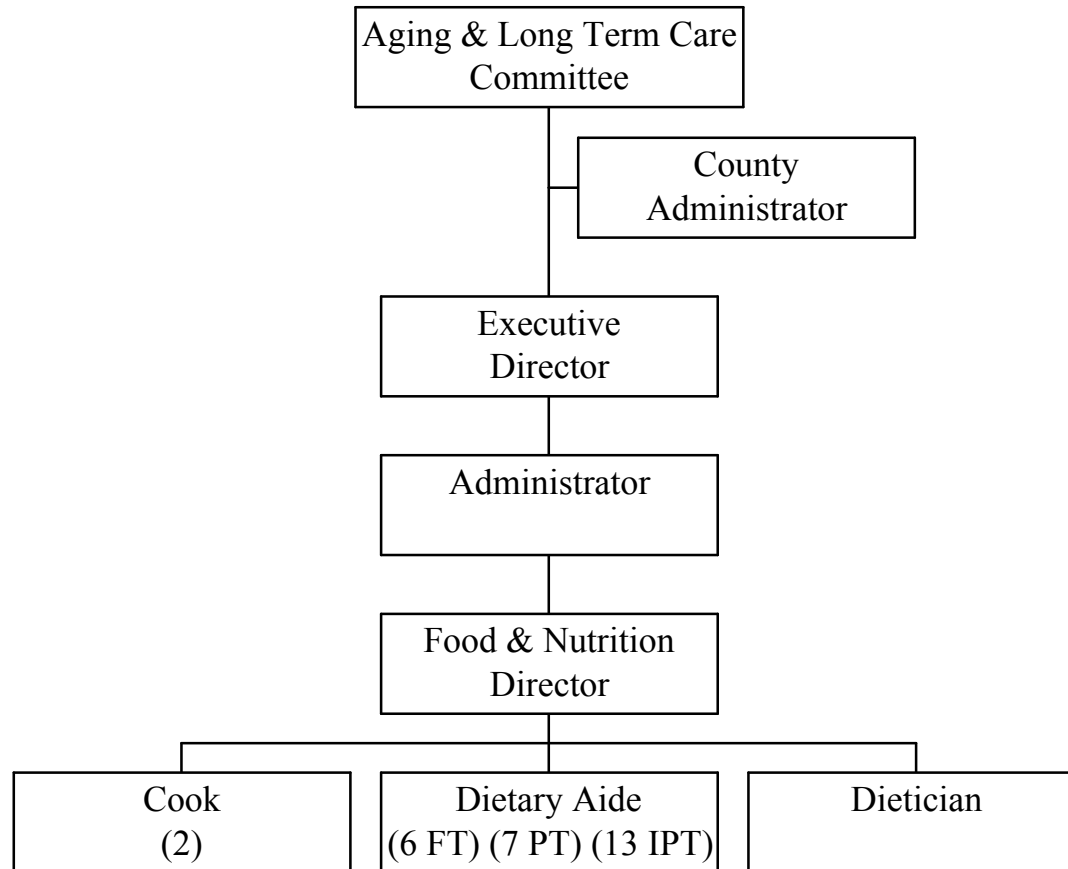 Aging & Long Term Care
Committee
County
Administrator
Executive
Director
Administrator
Food & Nutrition
Director
Cook
(2)
Dietary Aide
(6 FT) (7 PT) (13 IPT)
Dietician